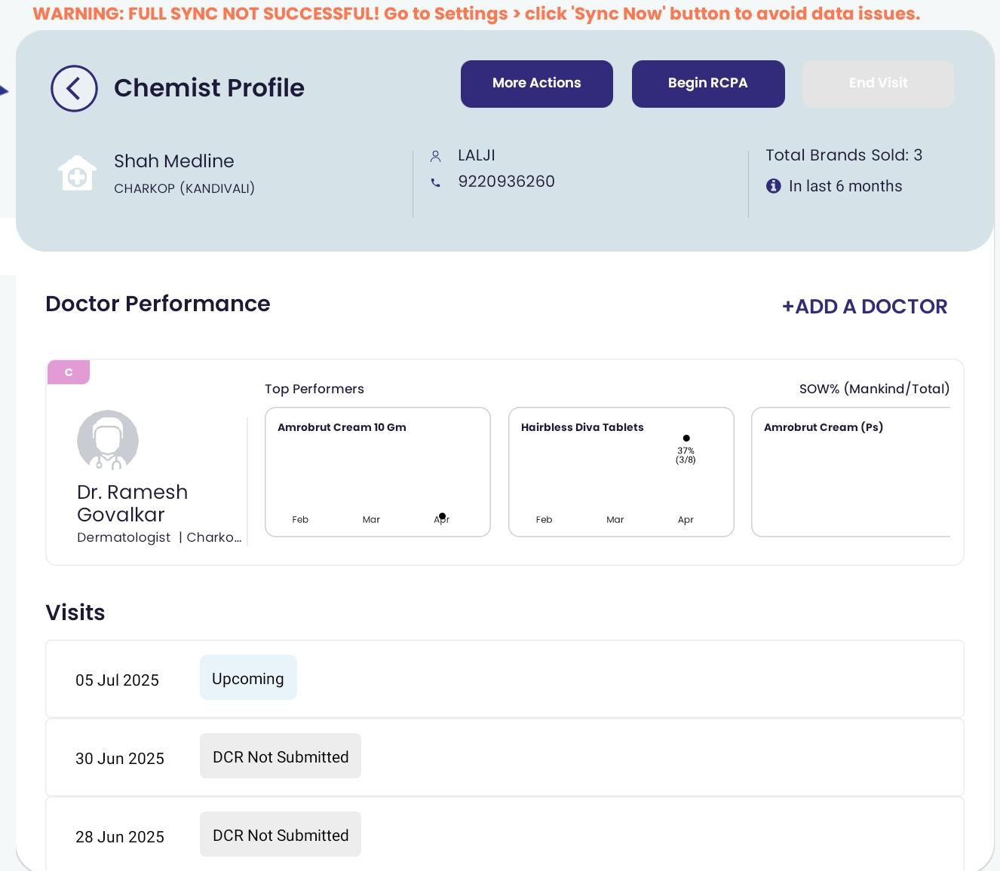 WARNING: FULL SYNC NOT SUCCESSFUL! Go to Settings > click 'Sync Now' button to avoid data issues.
Chemist Profile
More Actions
Begin RCPA
End Visit
Shah Medline
CHARKOP (KANDIVALI)
LALJI
9220936260
Total Brands Sold: 3
In last 6 months
Doctor Performance
+ADD A DOCTOR
C
Dr. Ramesh
Govalkar
Dermatologist | Charko...
Top Performers
SOW% (Mankind/Total)
Amrobrut Cream 10 Gm
Feb Mar Apr
Hairbless Diva Tablets
37%
(3/8)
Feb Mar Apr
Amrobrut Cream (Ps)
Visits
05 Jul 2025 Upcoming
30 Jun 2025 DCR Not Submitted
28 Jun 2025 DCR Not Submitted